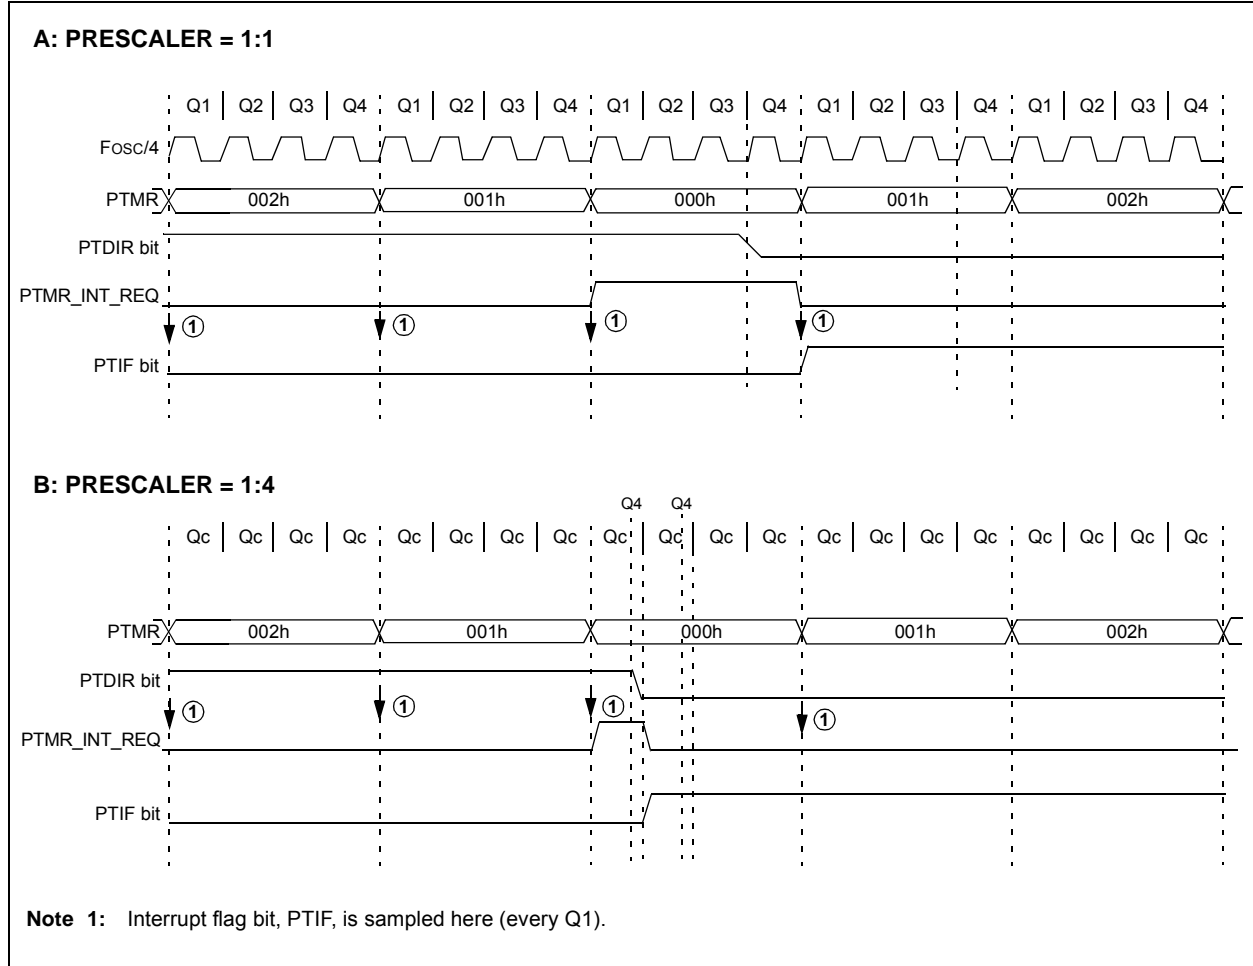 A: PRESCALER = 1:1
Q1 Q2 Q3 Q4 Q1 Q2 Q3 Q4 Q1 Q2 Q3 Q4 Q1 Q2 Q3 Q4 Q1 Q2 Q3 Q4
FOSC/4
PTMR 002h 001h 000h 001h 002h
PTDIR bit
PTMR_INT_REQ
1 1 1 1
PTIF bit
B: PRESCALER = 1:4
Q4 Q4
Qc Qc Qc Qc Qc Qc Qc Qc Qc Qc Qc Qc Qc Qc Qc Qc Qc Qc Qc Qc
PTMR 002h 001h 000h 001h 002h
PTDIR bit
1 1 1 1
PTMR_INT_REQ
PTIF bit
Note 1: Interrupt flag bit, PTIF, is sampled here (every Q1).